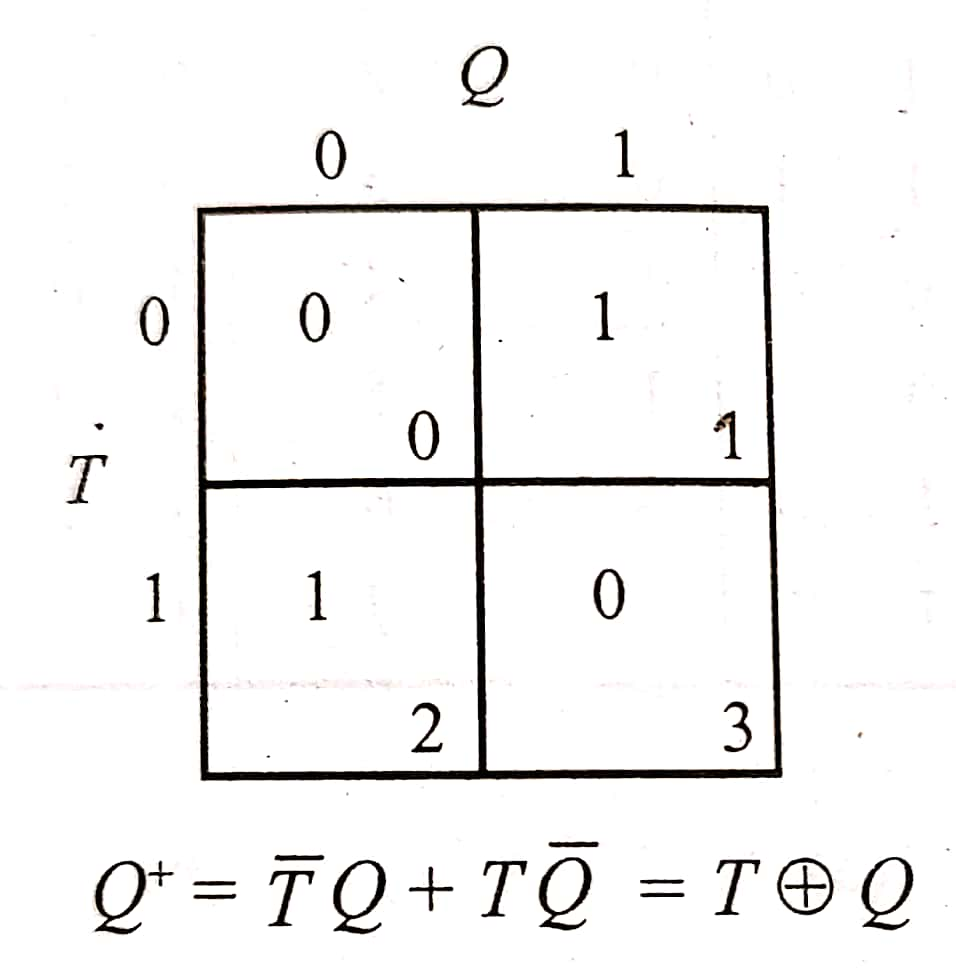 Q
0 1
0 0 1
0 1
T
1 1 0
2 3
Q⁺ = T̅Q + TQ̅ = T ⊕ Q